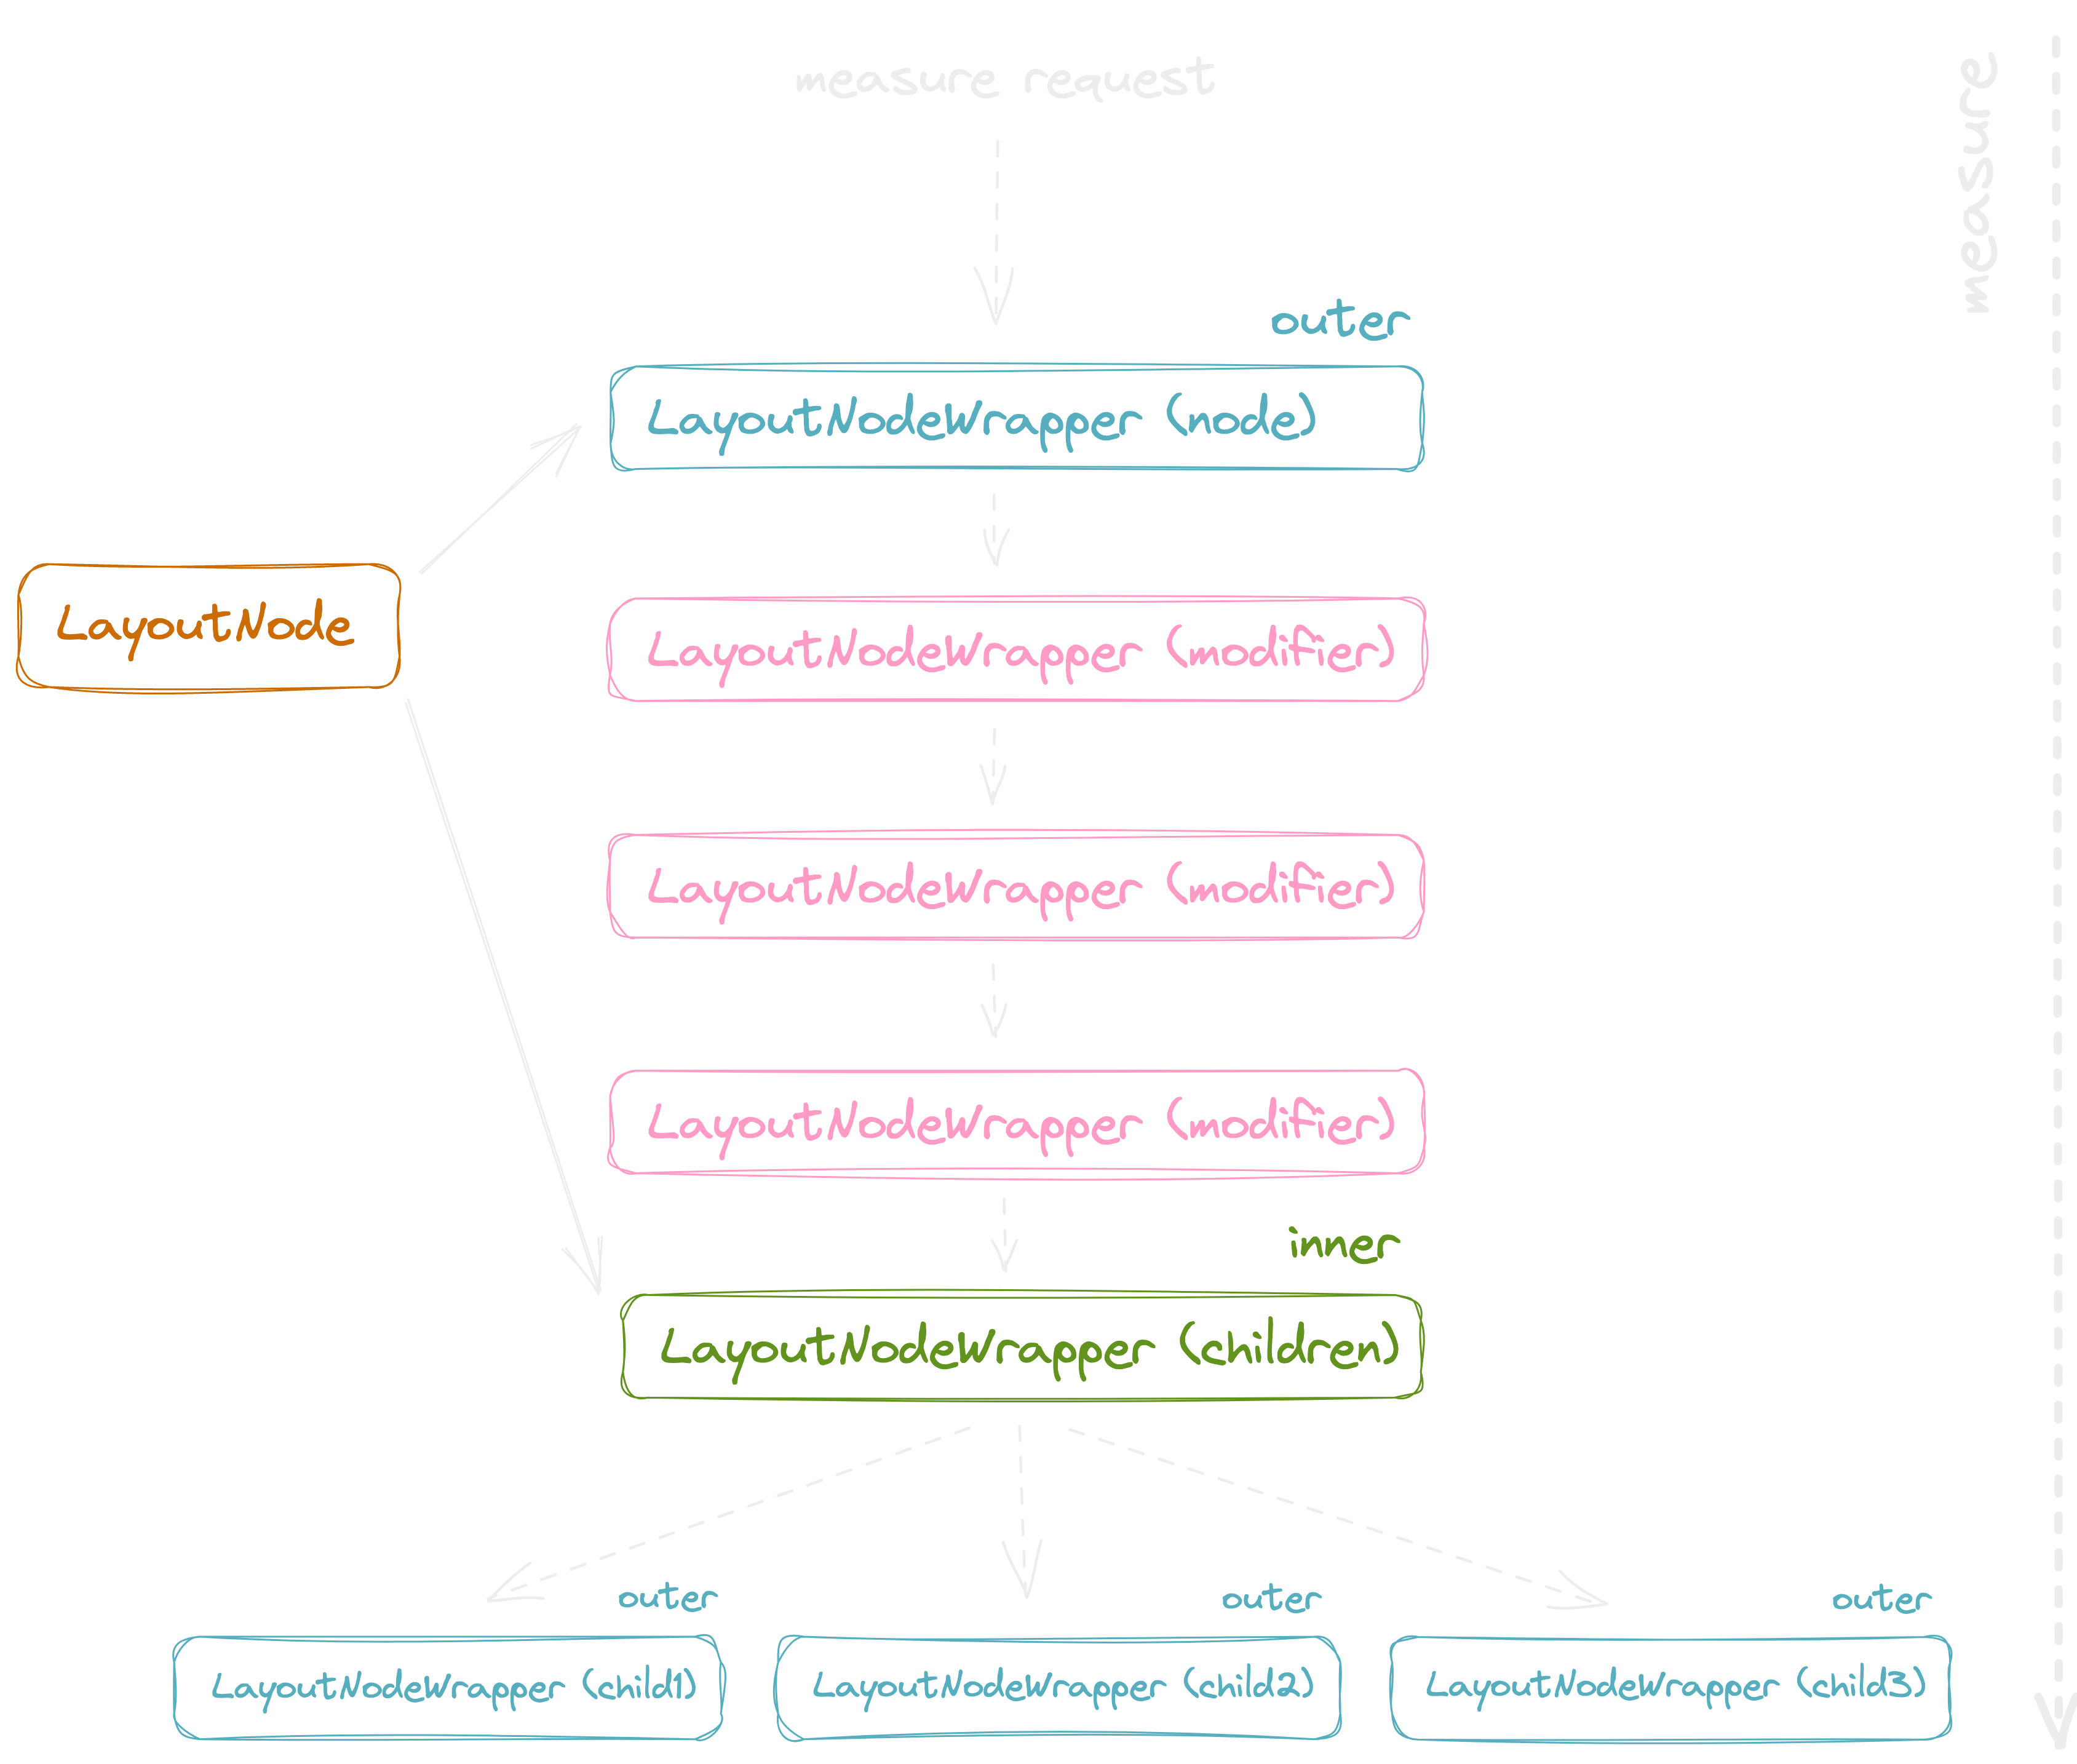 measure request
measure
outer
LayoutNodeWrapper (node)
LayoutNode
LayoutNodeWrapper (modifier)
LayoutNodeWrapper (modifier)
LayoutNodeWrapper (modifier)
inner
LayoutNodeWrapper (children)
outer
outer
outer
LayoutNodeWrapper (child1)
LayoutNodeWrapper (child2)
LayoutNodeWrapper (child3)